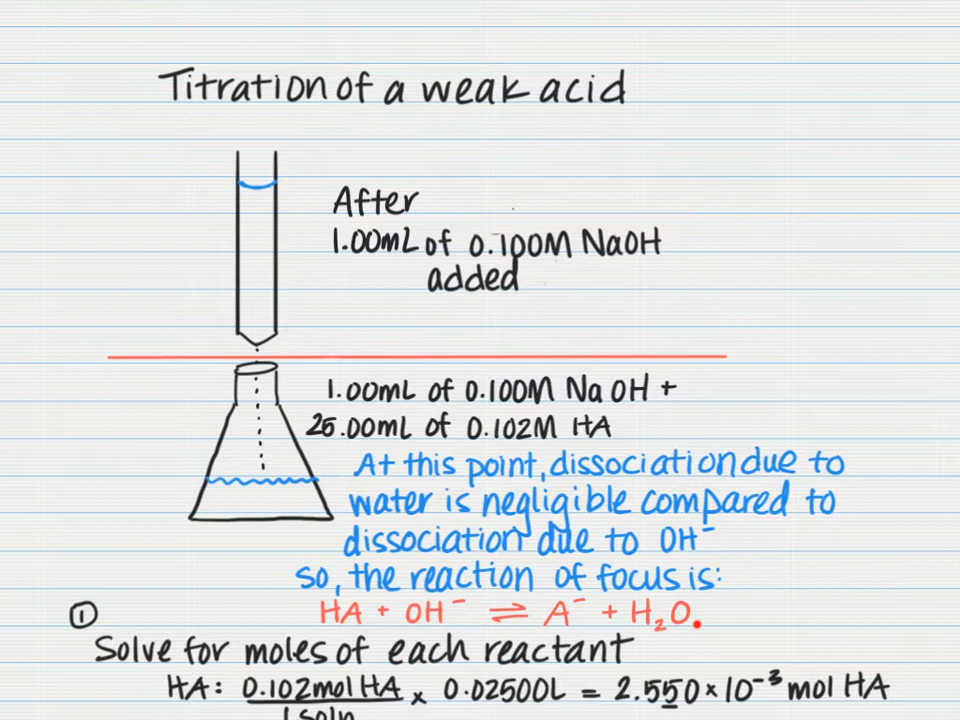 Titration of a weak acid
After
1.00mL of 0.100M NaOH
added
1.00mL of 0.100M NaOH +
25.00mL of 0.102M HA
At this point, dissociation due to
water is negligible compared to
dissociation due to OH⁻
so, the reaction of focus is:
HA + OH⁻ ⇌ A⁻ + H₂O.
①
Solve for moles of each reactant
HA: 0.102mol HA × 0.02500L = 2.550 × 10⁻³ mol HA